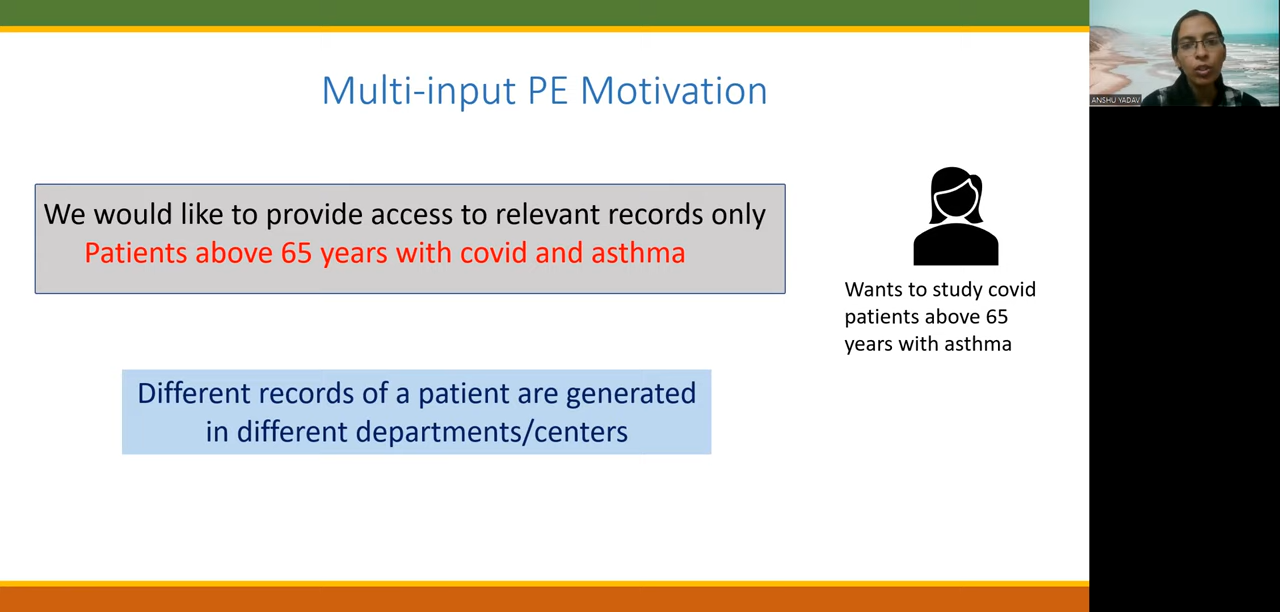 Multi-input PE Motivation
We would like to provide access to relevant records only
Patients above 65 years with covid and asthma
Wants to study covid
patients above 65
years with asthma
Different records of a patient are generated
in different departments/centers
ANSHU YADAV